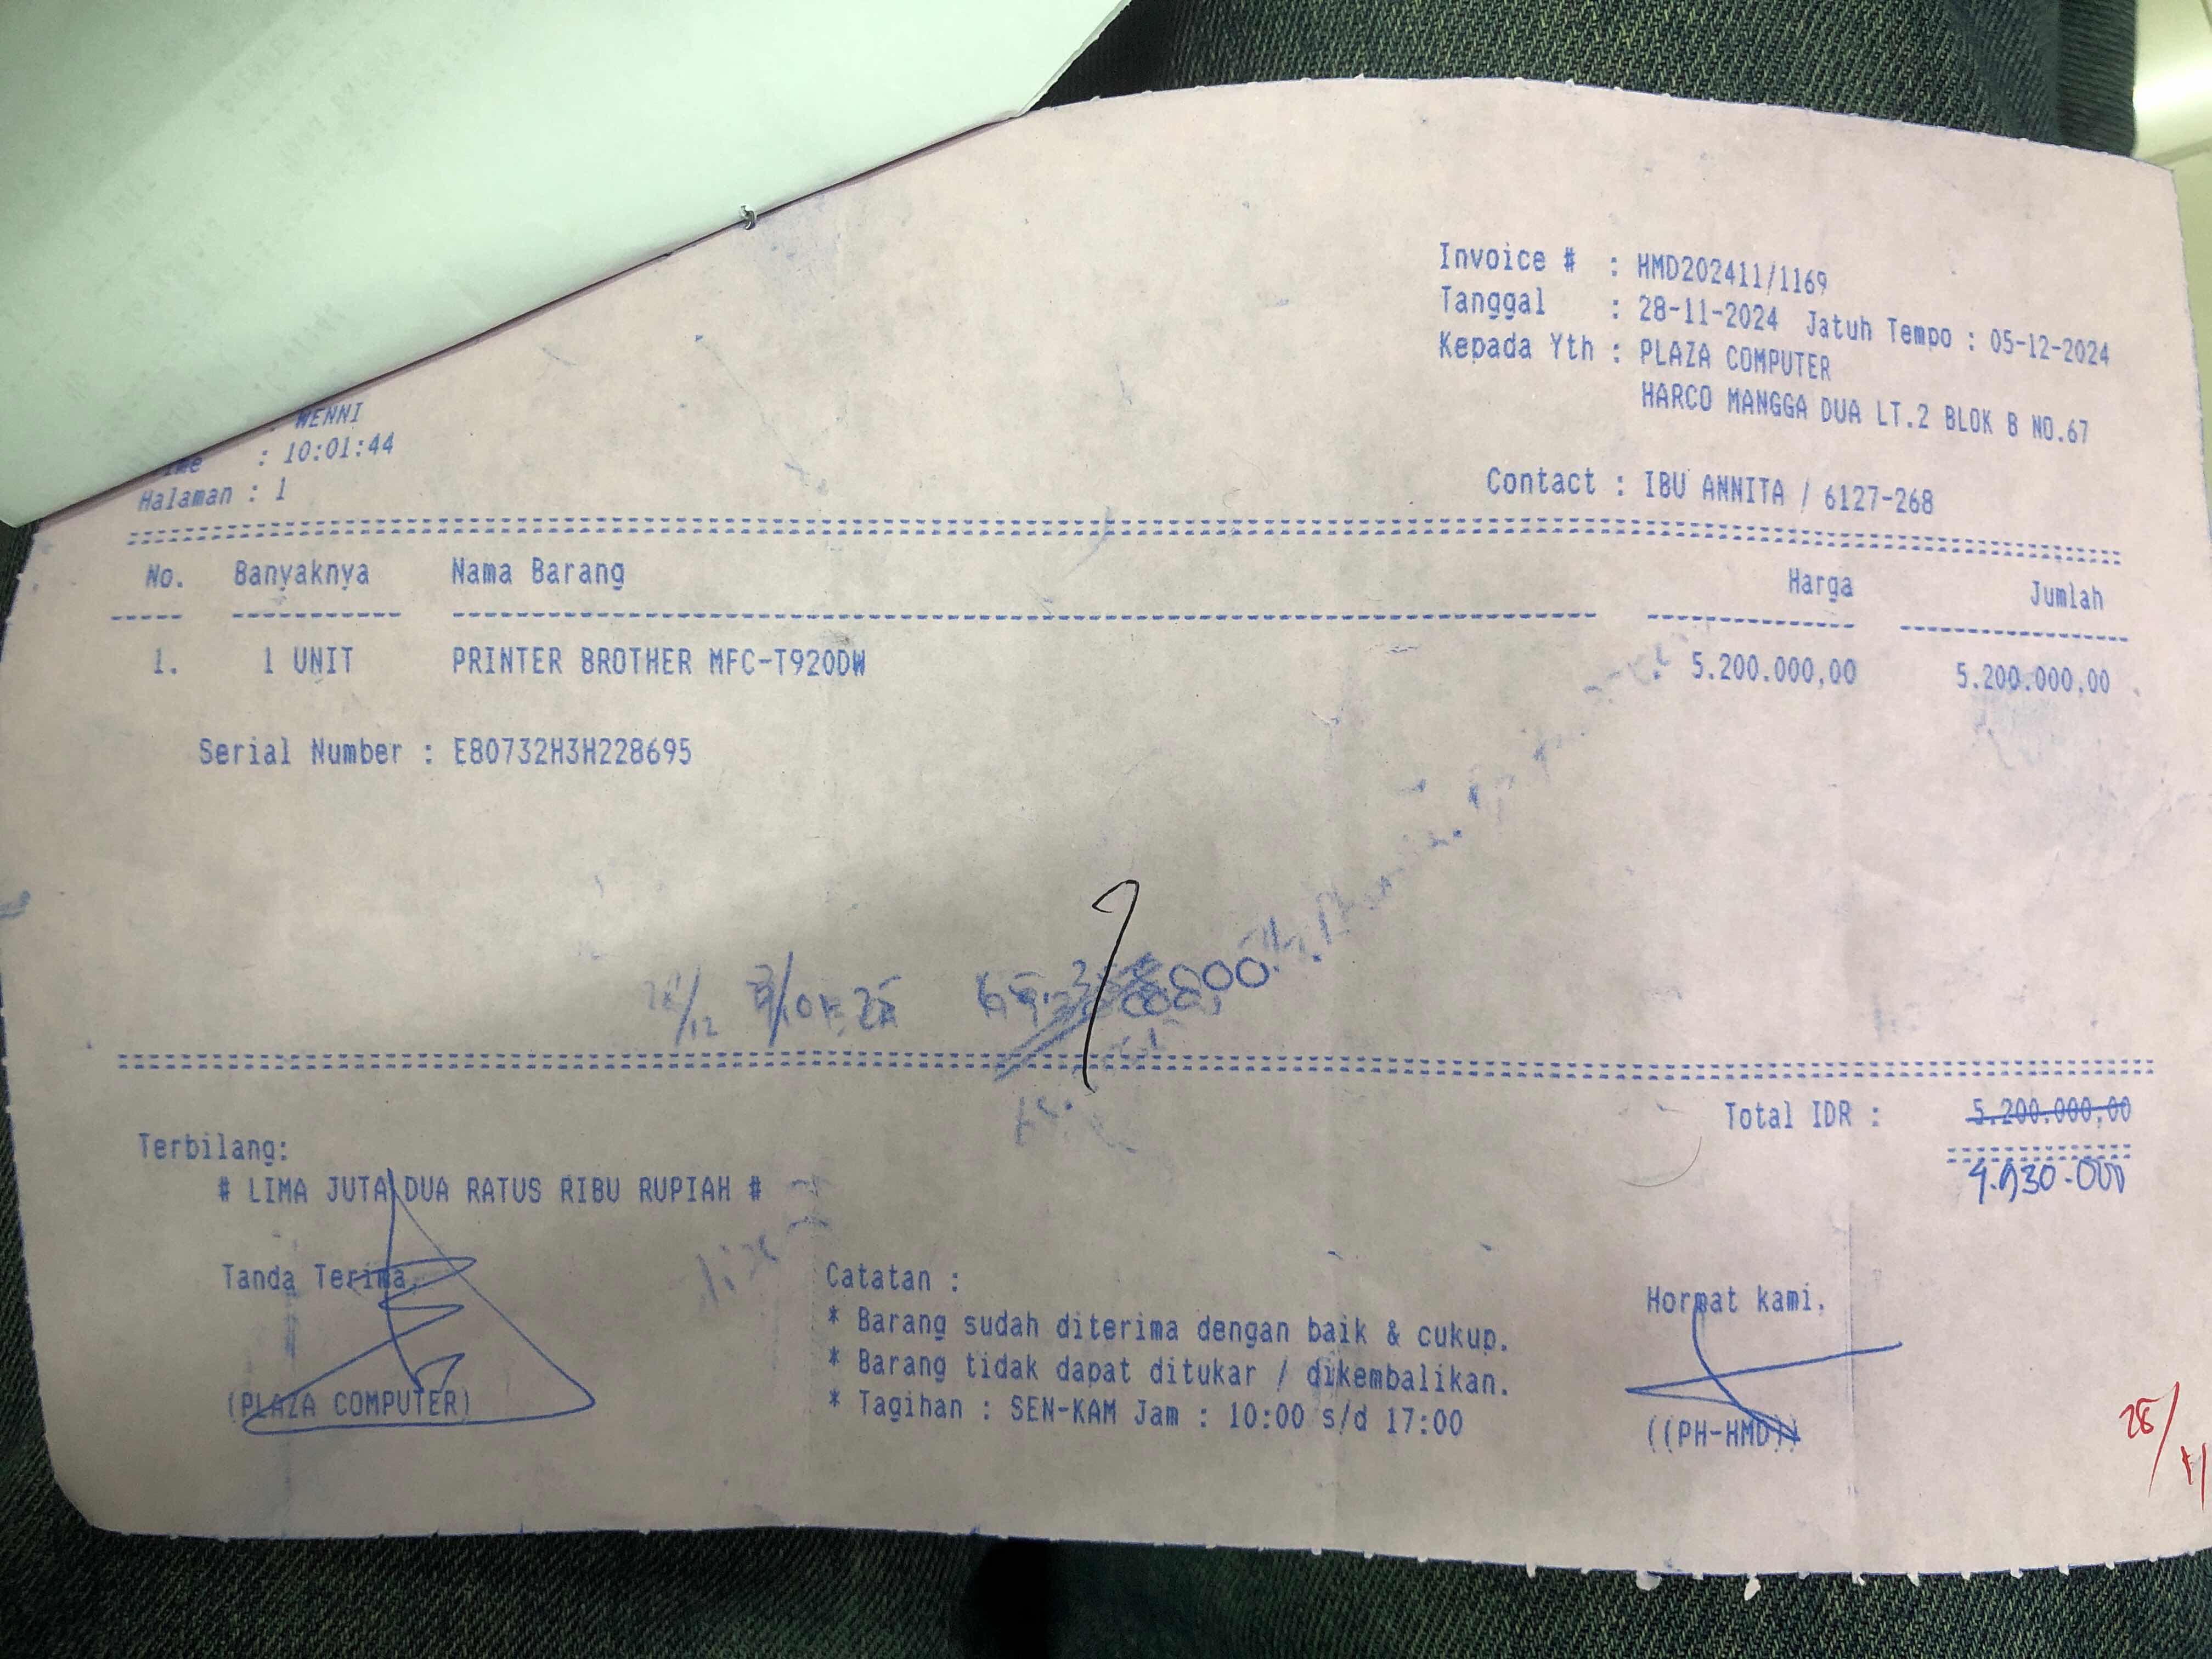 Invoice # : HMD202411/1169
Tanggal : 28-11-2024 Jatuh Tempo : 05-12-2024
Kepada Yth : PLAZA COMPUTER
HARCO MANGGA DUA LT.2 BLOK B NO.67
: WENNI
: 10:01:44
Halaman : 1
Contact : IBU ANNITA / 6127-268
No. Banyaknya Nama Barang Harga Jumlah
1. 1 UNIT PRINTER BROTHER MFC-T920DW 5.200.000,00 5.200.000,00
Serial Number : E80732H3H228695
Total IDR : 5.200.000,00
4.930.000
Terbilang:
# LIMA JUTA DUA RATUS RIBU RUPIAH #
Tanda Terima,
(PLAZA COMPUTER)
Catatan :
* Barang sudah diterima dengan baik & cukup.
* Barang tidak dapat ditukar / dikembalikan.
* Tagihan : SEN-KAM Jam : 10:00 s/d 17:00
Hormat kami,
((PH-HMD))
28/11